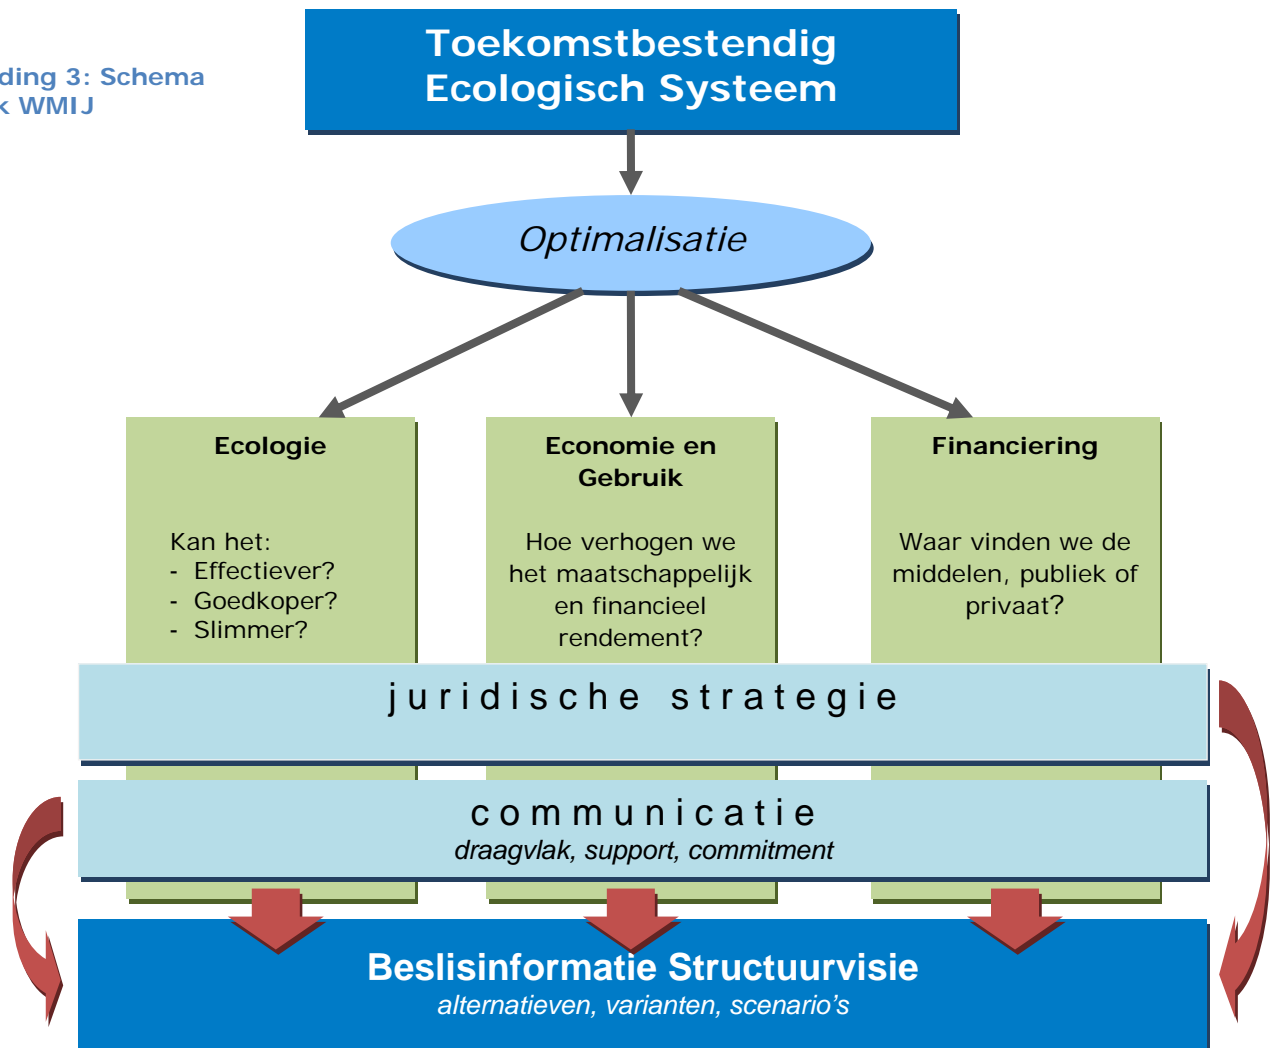 ding 3: Schema
k WMIJ
Toekomstbestendig
Ecologisch Systeem
Optimalisatie
Ecologie
Kan het:
- Effectiever?
- Goedkoper?
- Slimmer?
Economie en
Gebruik
Hoe verhogen we
het maatschappelijk
en financieel
rendement?
Financiering
Waar vinden we de
middelen, publiek of
privaat?
juridische strategie
communicatie
draagvlak, support, commitment
Beslisinformatie Structuurvisie
alternatieven, varianten, scenario's